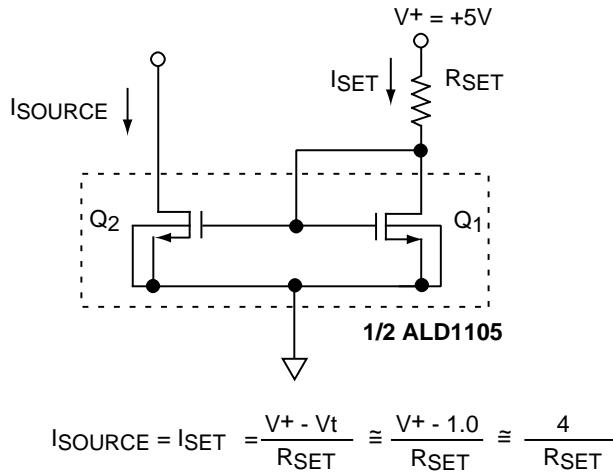 V+ = +5V
ISET
RSET
ISOURCE
Q2
Q1
1/2 ALD1105
ISOURCE = ISET = V+ - Vt / RSET ≅ V+ - 1.0 / RSET ≅ 4 / RSET